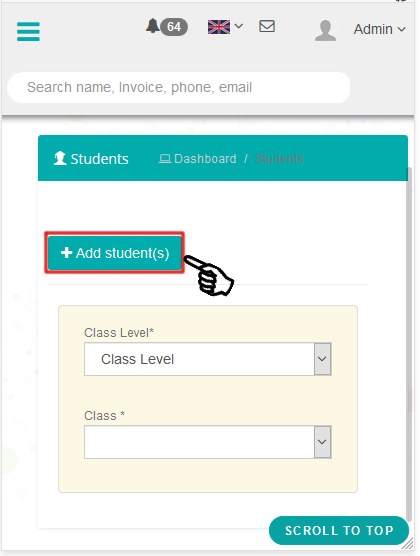 64
Admin
Search name, Invoice, phone, email
Students
Dashboard / Students
+ Add student(s)
Class Level*
Class Level
Class *
SCROLL TO TOP